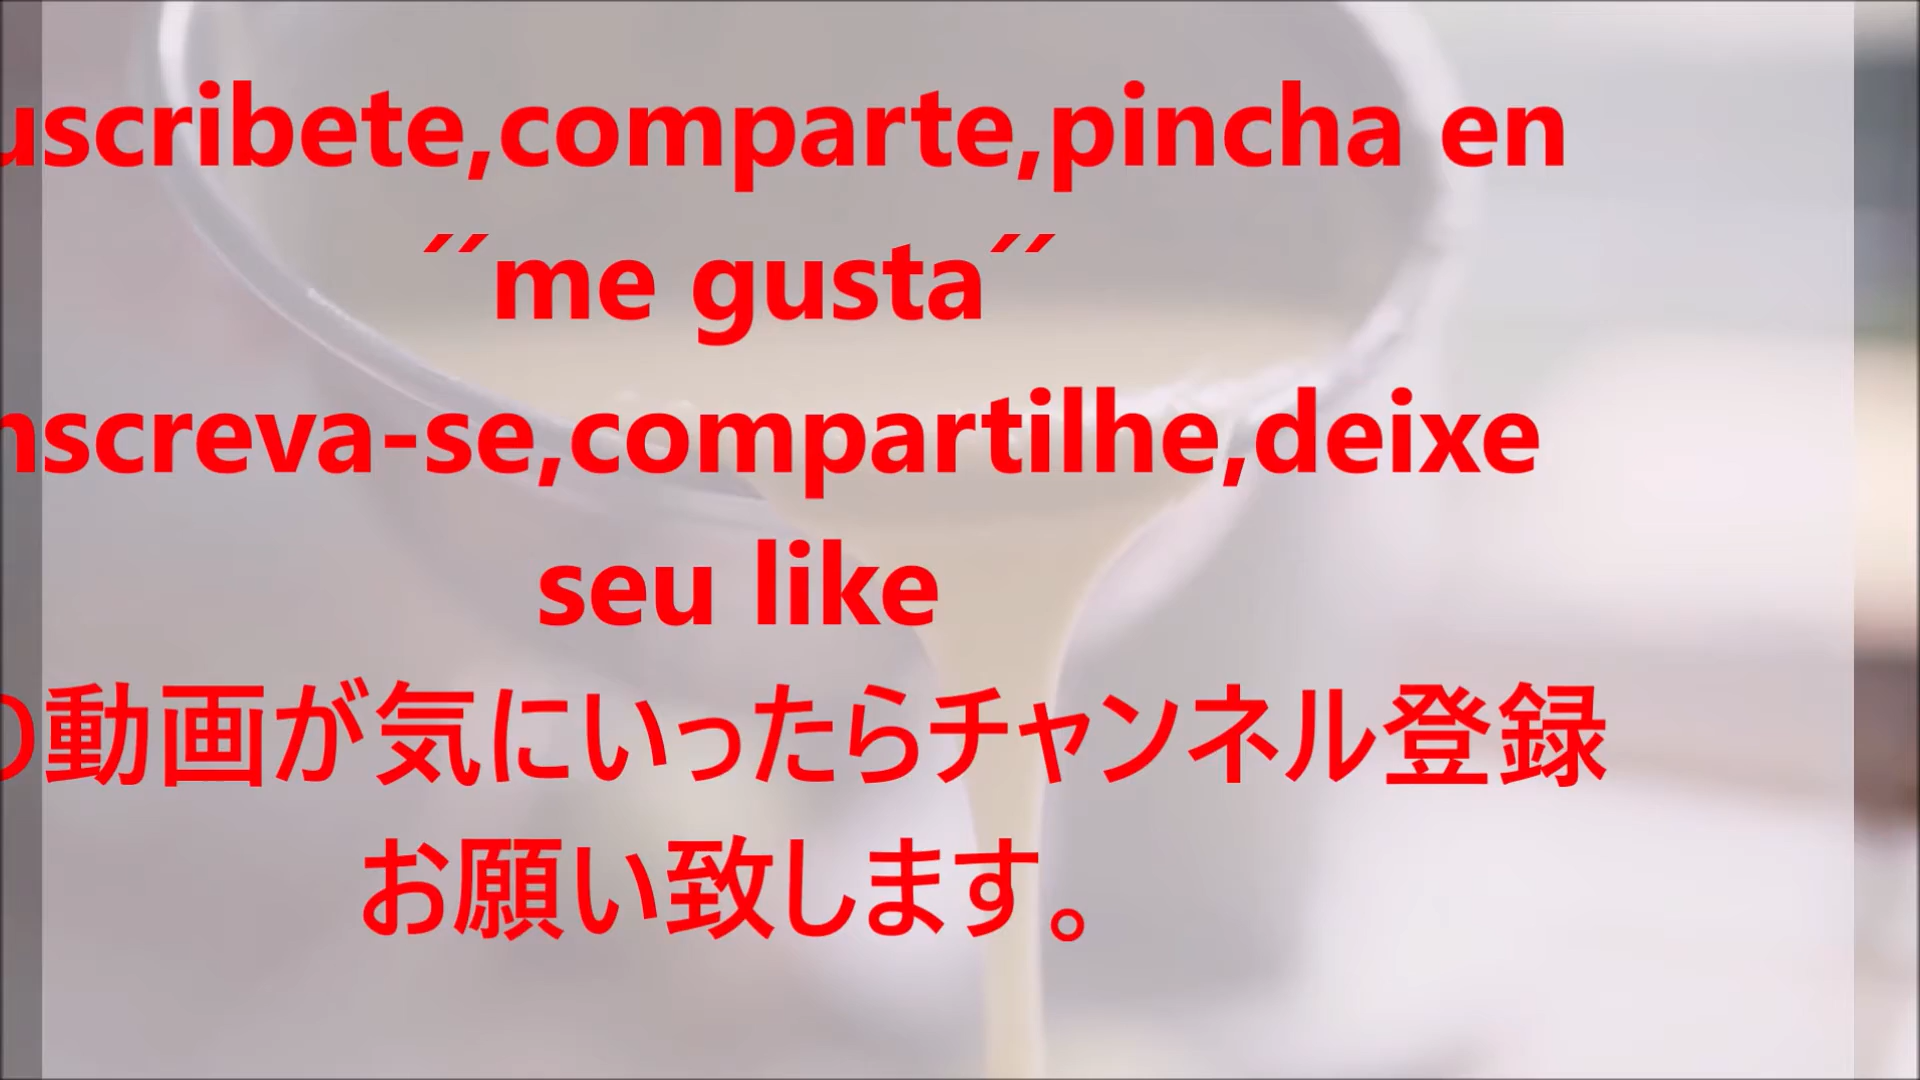 uscribete,comparte,pincha en
´´me gusta´´
nscreva-se,compartilhe,deixe
seu like
の動画が気にいったらチャンネル登録
お願い致します。